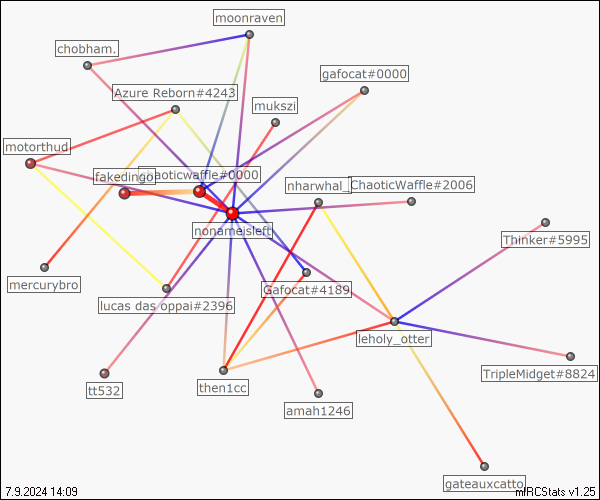 moonraven
chobham.
gafocat#0000
Azure Reborn#4243
mukszi
motorthud
fakedingo
chaoticwaffle#0000
nharwhal_
ChaoticWaffle#2006
nonameisleft
Thinker#5995
mercurybro
Gafocat#4189
lucas das oppai#2396
leholy_otter
TripleMidget#8824
tt532
then1cc
amah1246
gateauxcatto
7.9.2024 14:09
mIRCStats v1.25